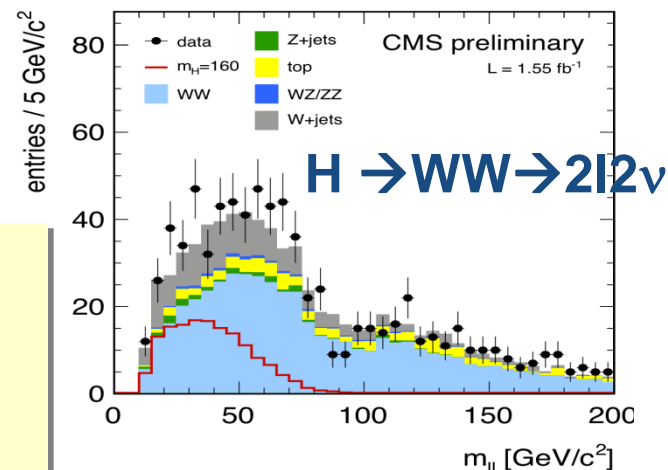 entries / 5 GeV/c²
80
60
40
20
0
data
m_H=160
WW
Z+jets
top
WZ/ZZ
W+jets
CMS preliminary
L = 1.55 fb⁻¹
H →WW→2l2ν
0 50 100 150 200
m_ll [GeV/c²]